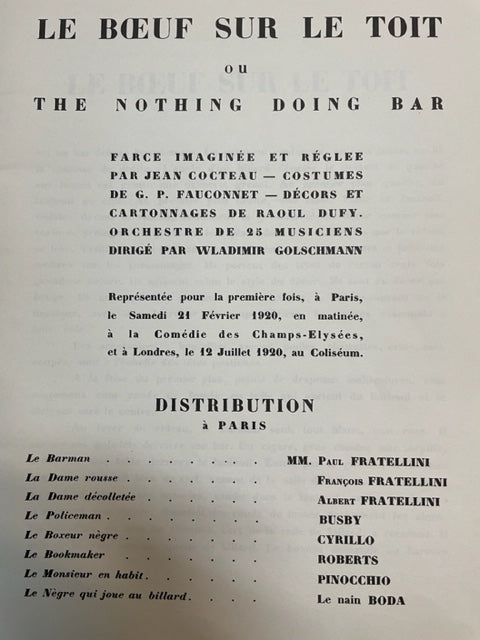 LE BŒUF SUR LE TOIT
OU
THE NOTHING DOING BAR
FARCE IMAGINÉE ET RÉGLEE
PAR JEAN COCTEAU — COSTUMES
DE G. P. FAUCONNET — DÉCORS ET
CARTONNAGES DE RAOUL DUFY.
ORCHESTRE DE 25 MUSICIENS
DIRIGÉ PAR WLADIMIR GOLSCHMANN
Représentée pour la première fois, à Paris,
le Samedi 21 Février 1920, en matinée,
à la Comédie des Champs-Elysées,
et à Londres, le 12 Juillet 1920, au Coliséum.
DISTRIBUTION
à PARIS
Le Barman . . . . . . . . . MM. Paul FRATELLINI
La Dame rousse . . . . . . . . François FRATELLINI
La Dame décolletée . . . . . . . Albert FRATELLINI
Le Policeman . . . . . . . . . BUSBY
Le Boxeur nègre . . . . . . . . CYRILLO
Le Bookmaker . . . . . . . . ROBERTS
Le Monsieur en habit . . . . . . . PINOCCHIO
Le Nègre qui joue au billard . . . . . Le nain BODA